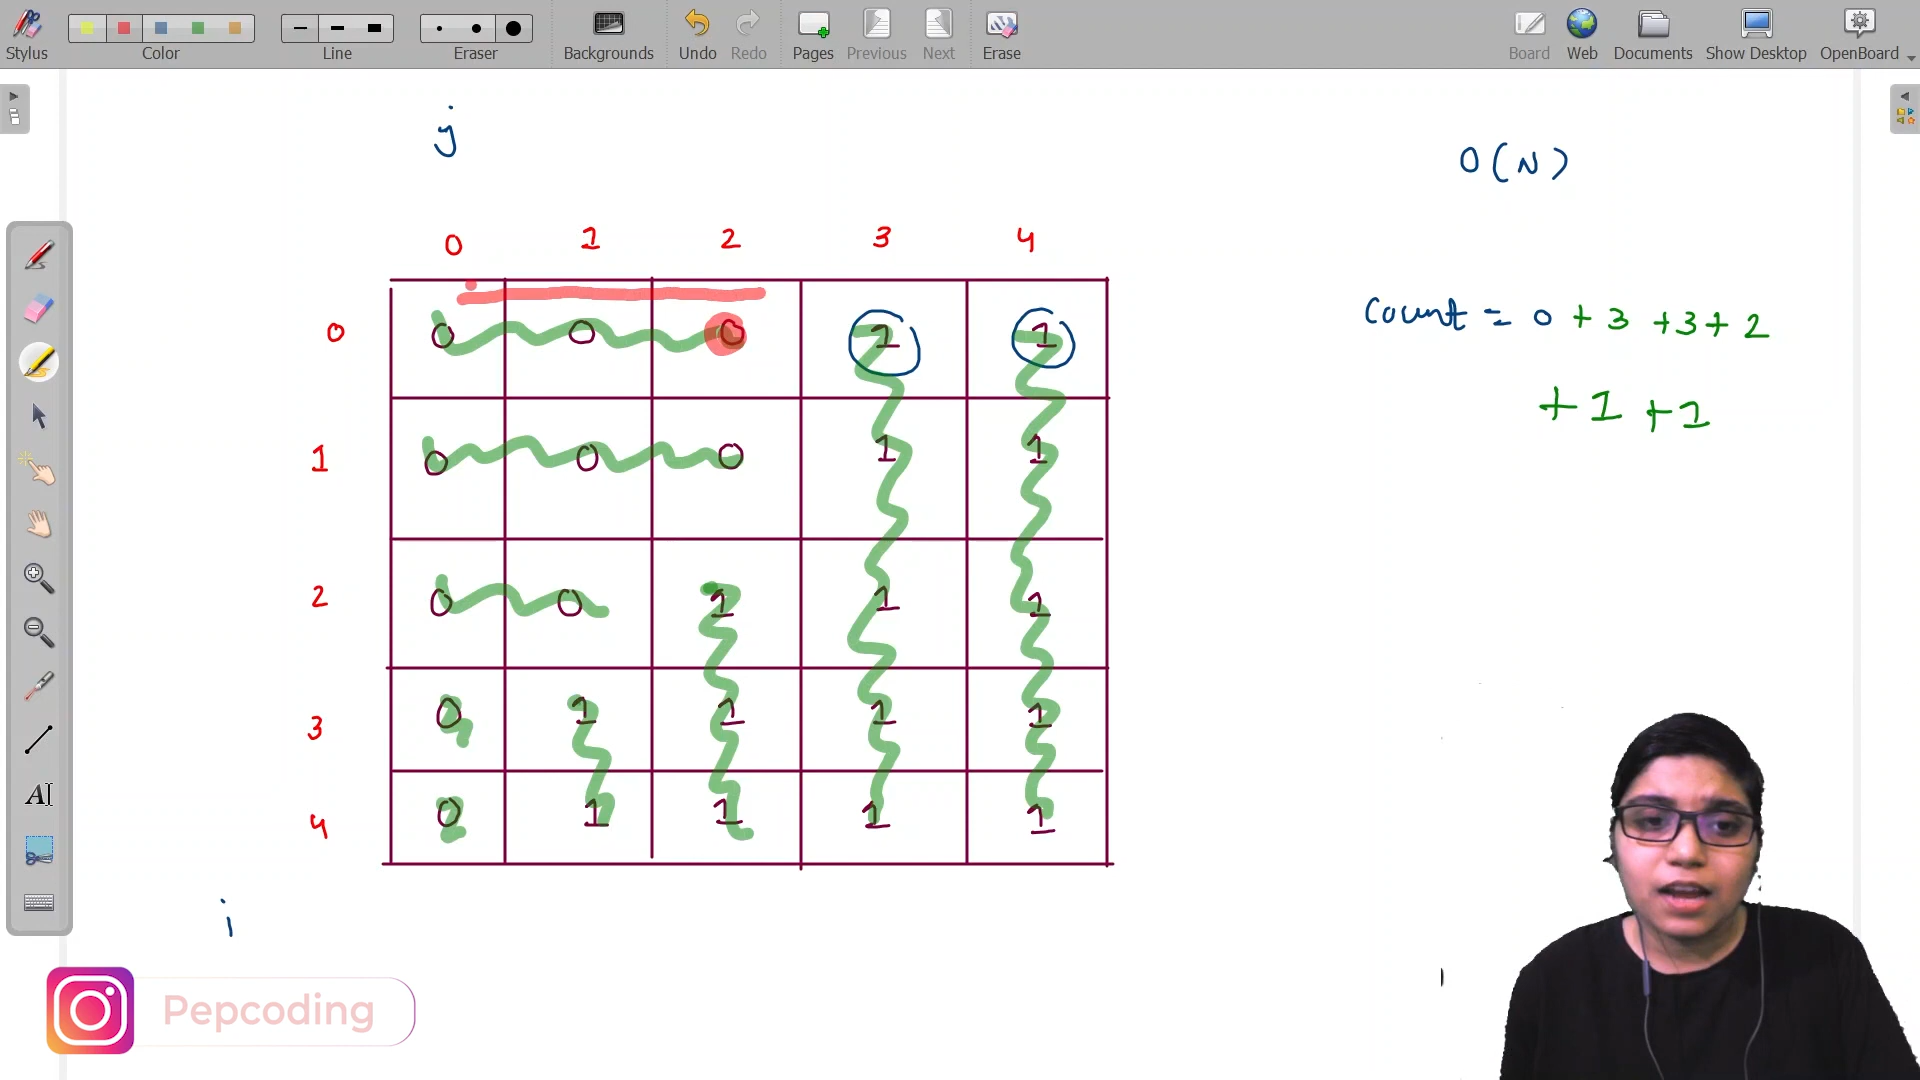 Stylus Color Line Eraser Backgrounds Undo Redo Pages Previous Next Erase Board Web Documents Show Desktop OpenBoard
j
O(N)
0 1 2 3 4
Count = 0 + 3 + 3 + 2
+ 1 + 1
0 0 0 0 1 1
1 0 0 0 1 1
2 0 0 1 1 1
3 0 1 1 1 1
4 0 1 1 1 1
i
Pepcoding